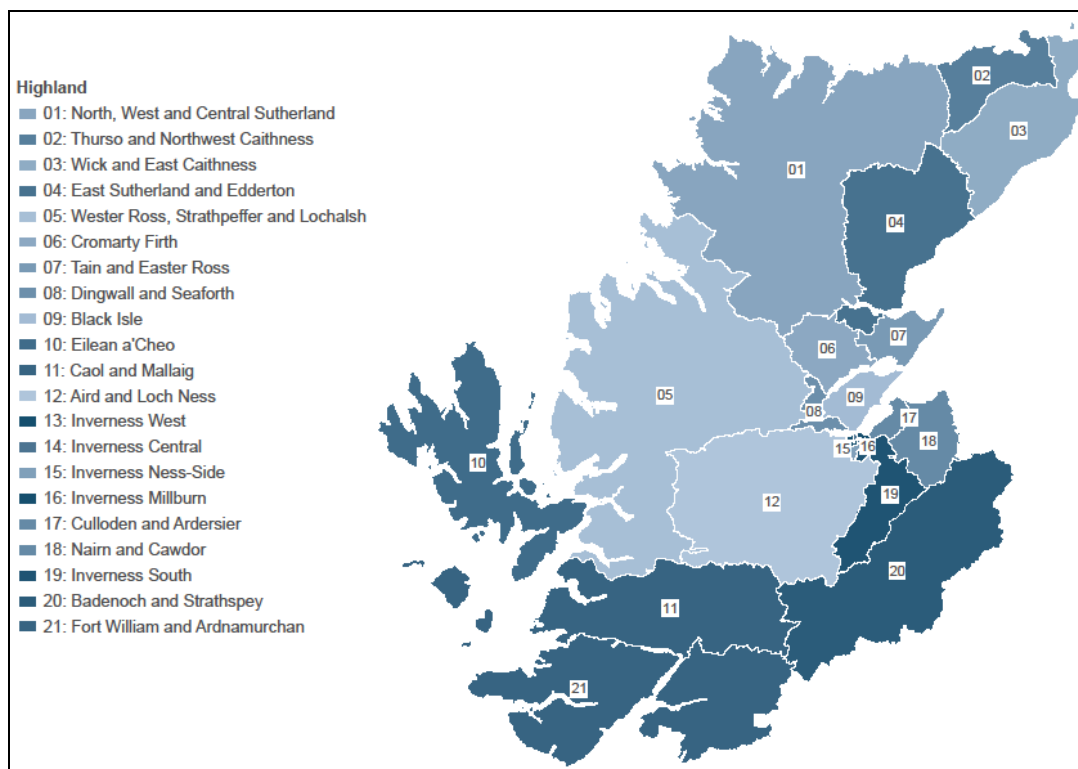 Highland
01: North, West and Central Sutherland
02: Thurso and Northwest Caithness
03: Wick and East Caithness
04: East Sutherland and Edderton
05: Wester Ross, Strathpeffer and Lochalsh
06: Cromarty Firth
07: Tain and Easter Ross
08: Dingwall and Seaforth
09: Black Isle
10: Eilean a'Cheo
11: Caol and Mallaig
12: Aird and Loch Ness
13: Inverness West
14: Inverness Central
15: Inverness Ness-Side
16: Inverness Millburn
17: Culloden and Ardersier
18: Nairn and Cawdor
19: Inverness South
20: Badenoch and Strathspey
21: Fort William and Ardnamurchan
02
03
01
04
07
06
05
09
08
17
18
15
16
10
19
12
20
11
21